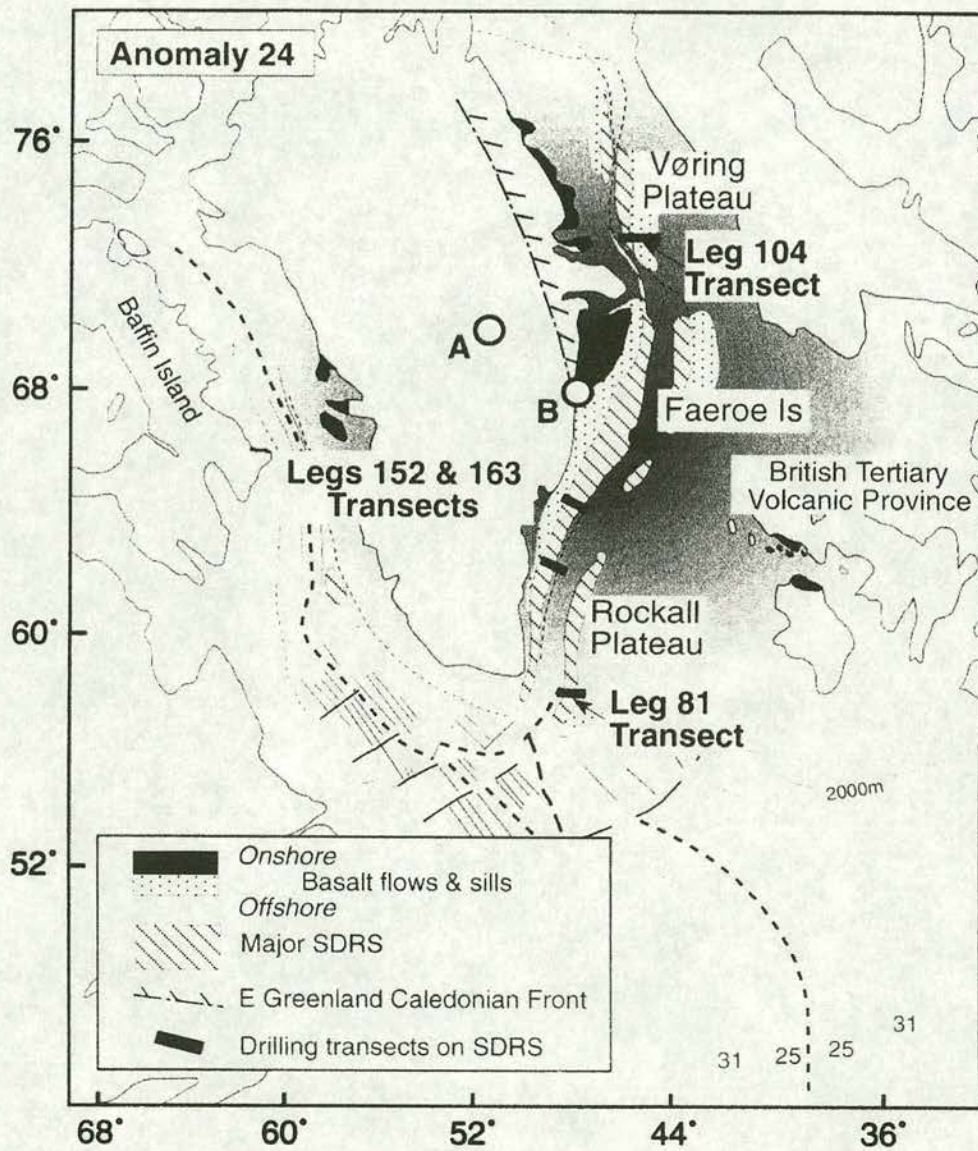 Anomaly 24
76°
68°
60°
52°
Vøring
Plateau
Leg 104
Transect
Baffin Island
A
B
Faeroe Is
Legs 152 & 163
Transects
British Tertiary
Volcanic Province
Rockall
Plateau
Leg 81
Transect
2000m
Onshore
Basalt flows & sills
Offshore
Major SDRS
E Greenland Caledonian Front
Drilling transects on SDRS
31 25 25 31
68° 60° 52° 44° 36°